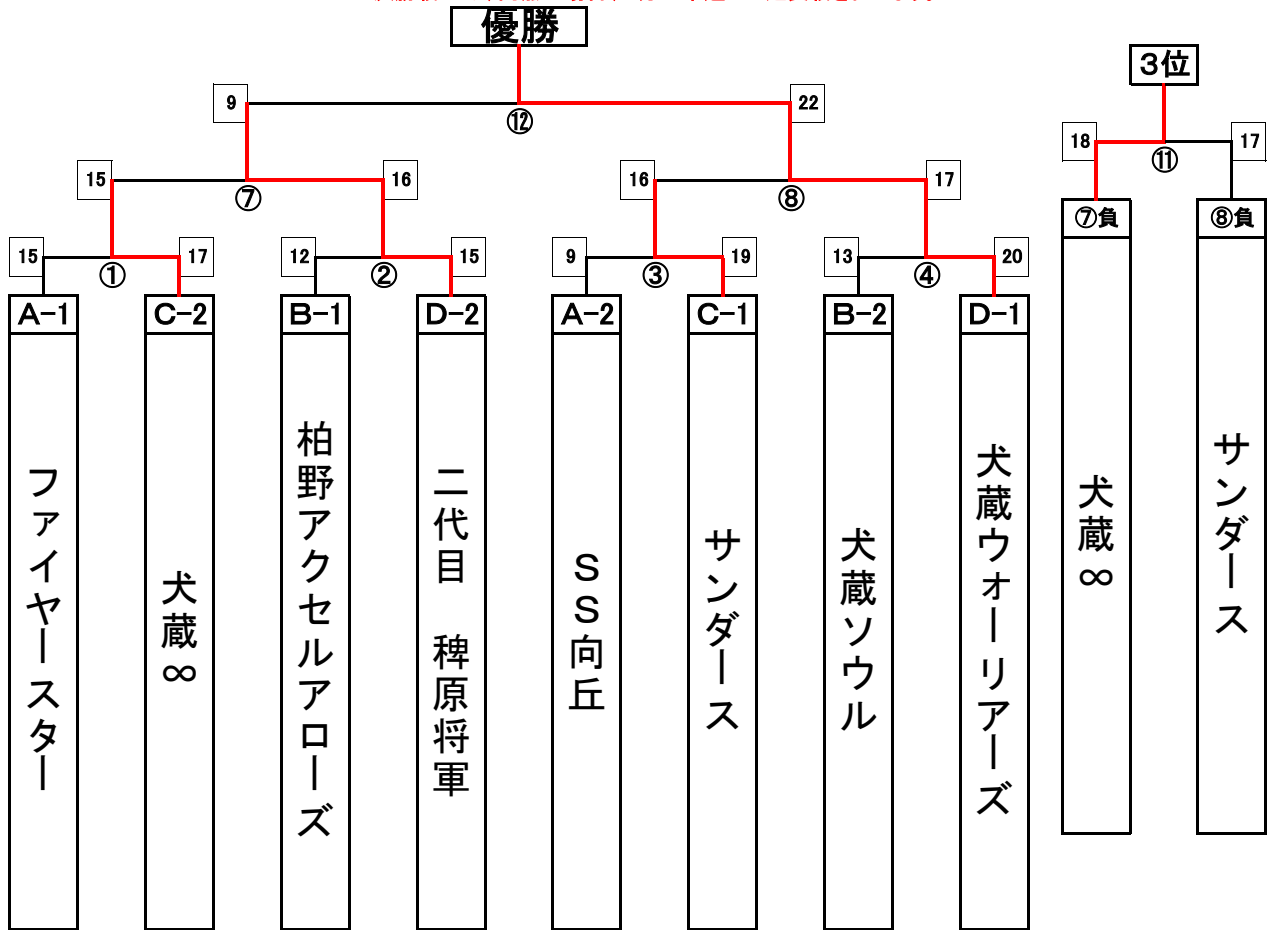 優勝
3位
9
22
⑫
18
17
⑪
15
16
⑦
16
17
⑧
⑦負
⑧負
15
17
①
12
15
②
9
19
③
13
20
④
A-1
C-2
B-1
D-2
A-2
C-1
B-2
D-1
ファイヤースター
犬蔵∞
柏野アクセルアローズ
二代目 稗原将軍
SS向丘
サンダース
犬蔵ソウル
犬蔵ウォーリアーズ
犬蔵∞
サンダース